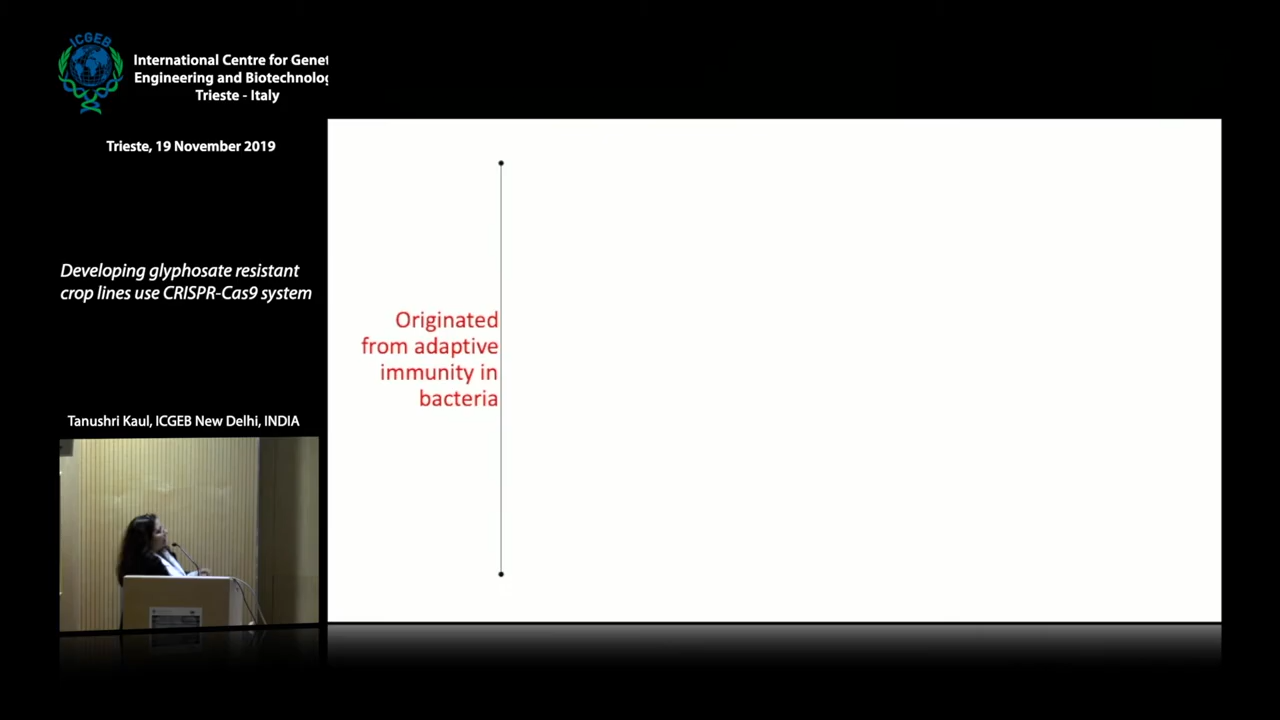 ICGEB
International Centre for Genet
Engineering and Biotechnolog
Trieste - Italy
Trieste, 19 November 2019
Developing glyphosate resistant
crop lines use CRISPR-Cas9 system
Tanushri Kaul, ICGEB New Delhi, INDIA
Originated
from adaptive
immunity in
bacteria